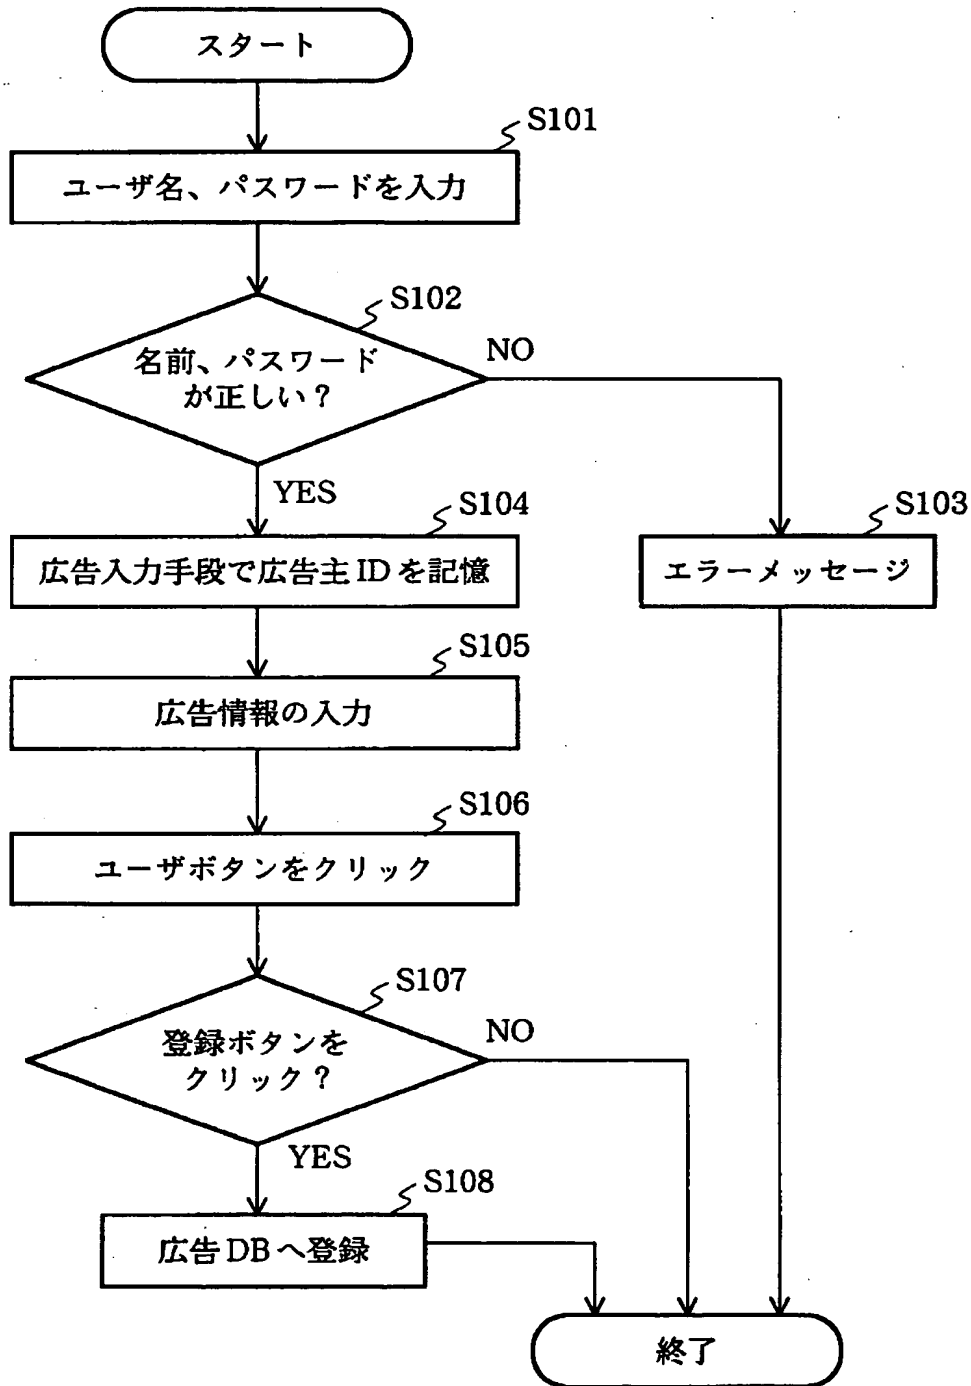 スタート
S101
ユーザ名、パスワードを入力
S102
名前、パスワード
が正しい？
NO
YES
S104
広告入力手段で広告主IDを記憶
S103
エラーメッセージ
S105
広告情報の入力
S106
ユーザボタンをクリック
S107
登録ボタンを
クリック？
NO
YES
S108
広告DBへ登録
終了